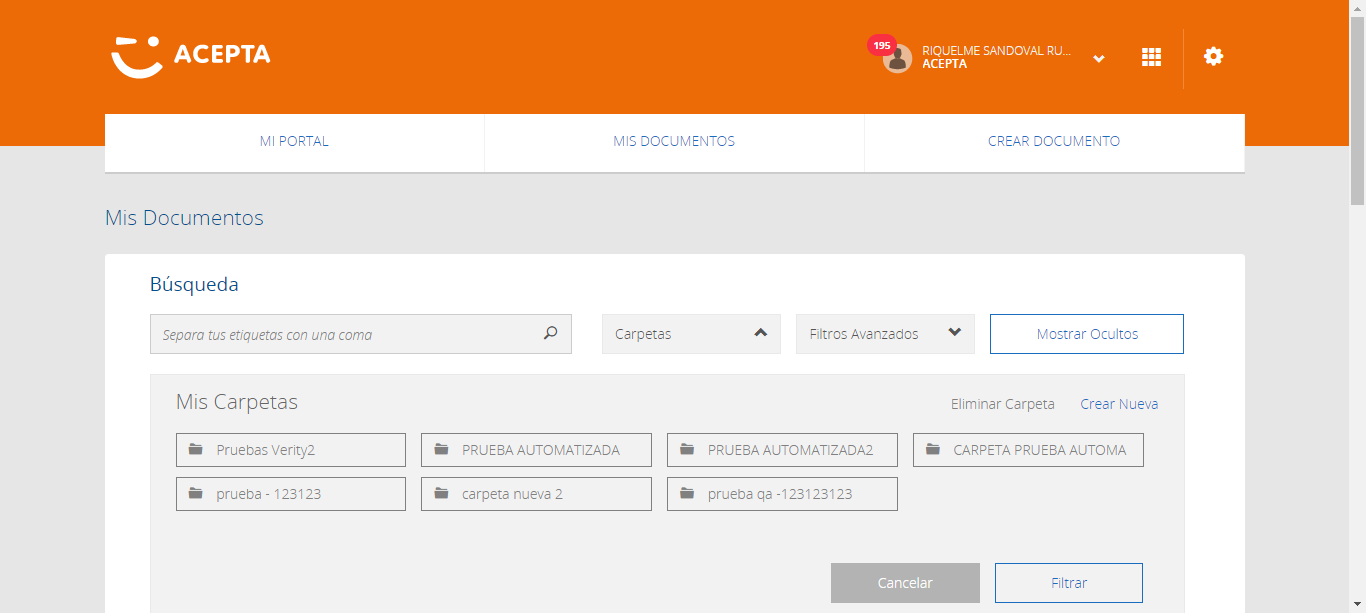 ACEPTA
195
RIQUELME SANDOVAL RU...
ACEPTA
MI PORTAL
MIS DOCUMENTOS
CREAR DOCUMENTO
Mis Documentos
Búsqueda
Separa tus etiquetas con una coma
Carpetas
Filtros Avanzados
Mostrar Ocultos
Mis Carpetas
Eliminar Carpeta
Crear Nueva
Pruebas Verity2
PRUEBA AUTOMATIZADA
PRUEBA AUTOMATIZADA2
CARPETA PRUEBA AUTOMA
prueba - 123123
carpeta nueva 2
prueba qa -123123123
Cancelar
Filtrar